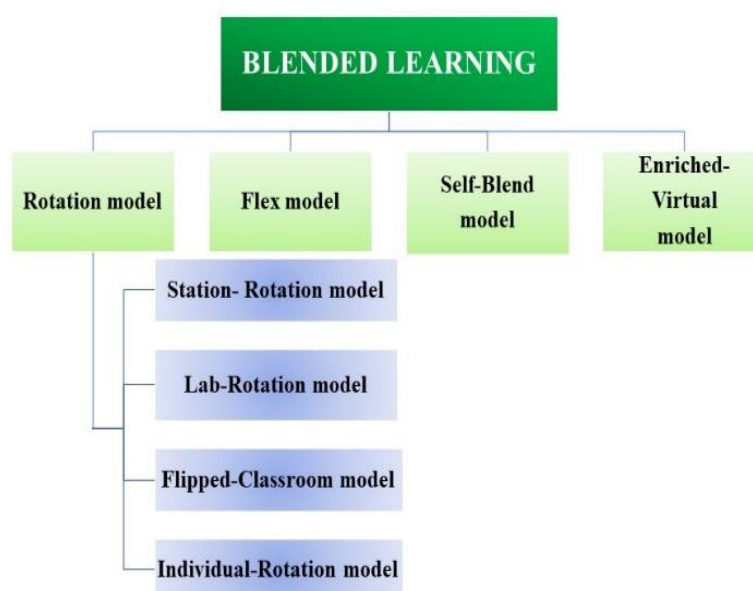 BLENDED LEARNING
Rotation model
Flex model
Self-Blend
model
Enriched-
Virtual
model
Station- Rotation model
Lab-Rotation model
Flipped-Classroom model
Individual-Rotation model